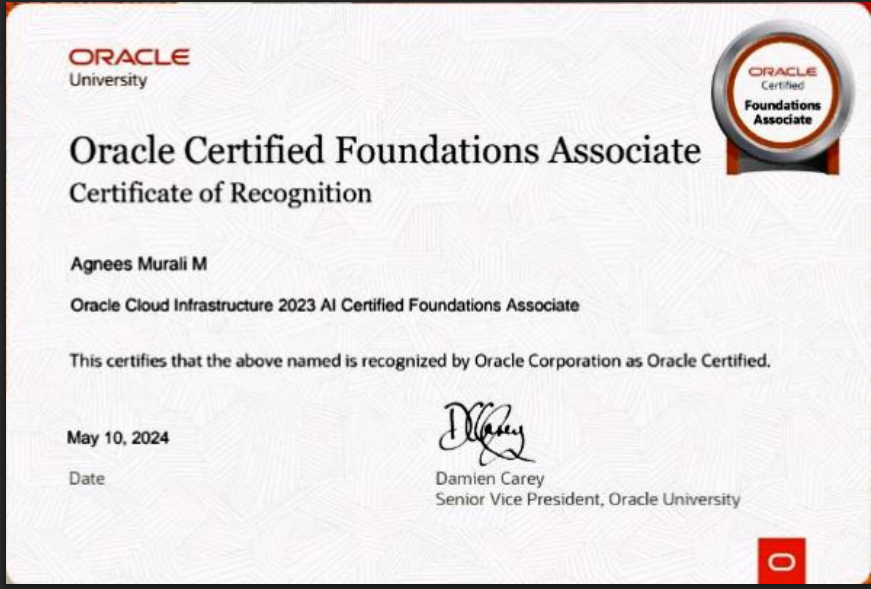 ORACLE
University
ORACLE
Certified
Foundations
Associate
Oracle Certified Foundations Associate
Certificate of Recognition
Agnees Murali M
Oracle Cloud Infrastructure 2023 AI Certified Foundations Associate
This certifies that the above named is recognized by Oracle Corporation as Oracle Certified.
May 10, 2024
Date
DCarey
Damien Carey
Senior Vice President, Oracle University